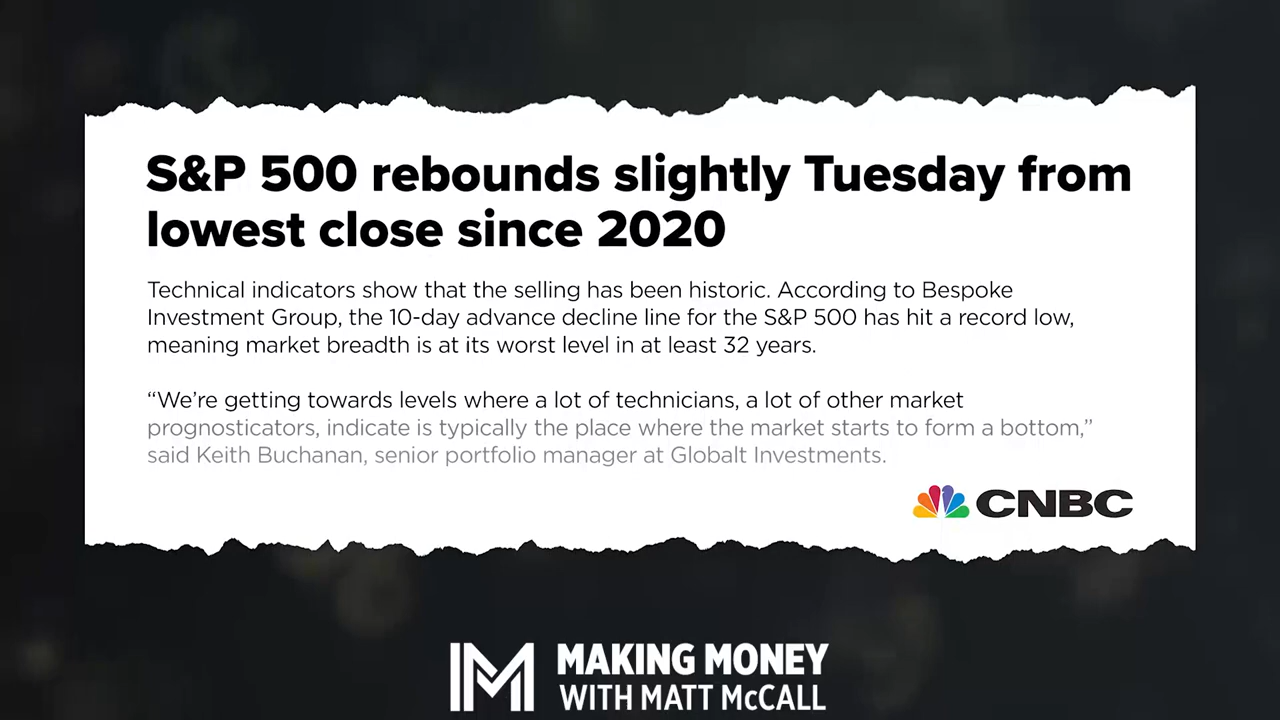 S&P 500 rebounds slightly Tuesday from
lowest close since 2020
Technical indicators show that the selling has been historic. According to Bespoke
Investment Group, the 10-day advance decline line for the S&P 500 has hit a record low,
meaning market breadth is at its worst level in at least 32 years.
“We’re getting towards levels where a lot of technicians, a lot of other market
prognosticators, indicate is typically the place where the market starts to form a bottom,”
said Keith Buchanan, senior portfolio manager at Globalt Investments.
CNBC
MM MAKING MONEY
WITH MATT McCALL